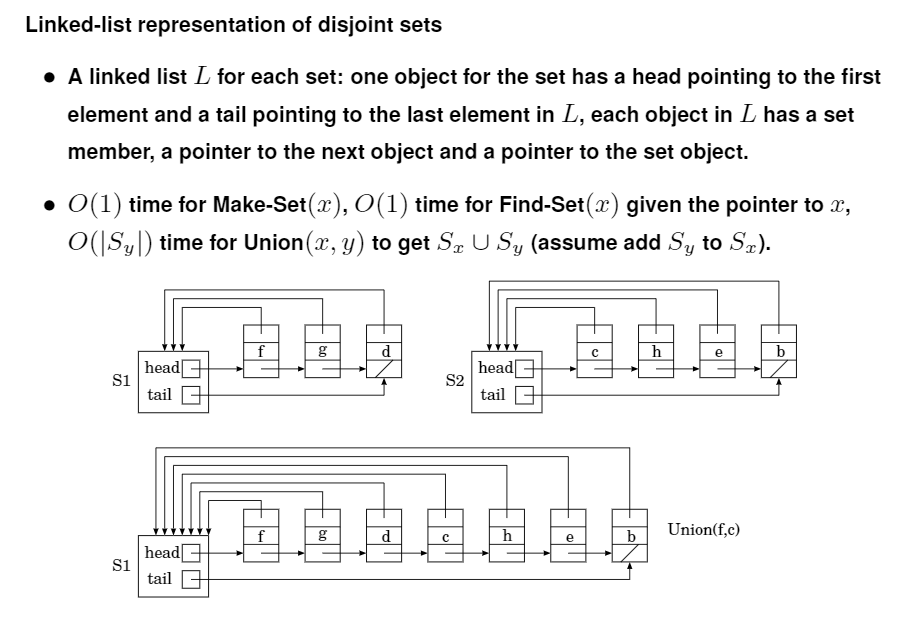 Linked-list representation of disjoint sets
• A linked list L for each set: one object for the set has a head pointing to the first
element and a tail pointing to the last element in L, each object in L has a set
member, a pointer to the next object and a pointer to the set object.
• O(1) time for Make-Set(x), O(1) time for Find-Set(x) given the pointer to x,
O(|S_y|) time for Union(x, y) to get S_x ∪ S_y (assume add S_y to S_x).
f g d
S1
head
tail
c h e b
S2
head
tail
f g d c h e b
Union(f,c)
S1
head
tail